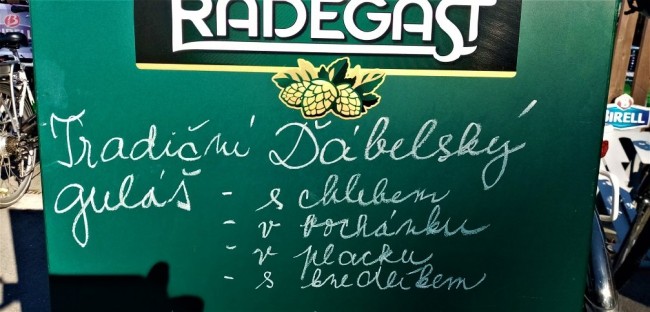 RADEGAST
Tradiční Ďábelský
guláš - s chlebem
- v bochánku
- v placku
- s knedlíkem
BIRELL